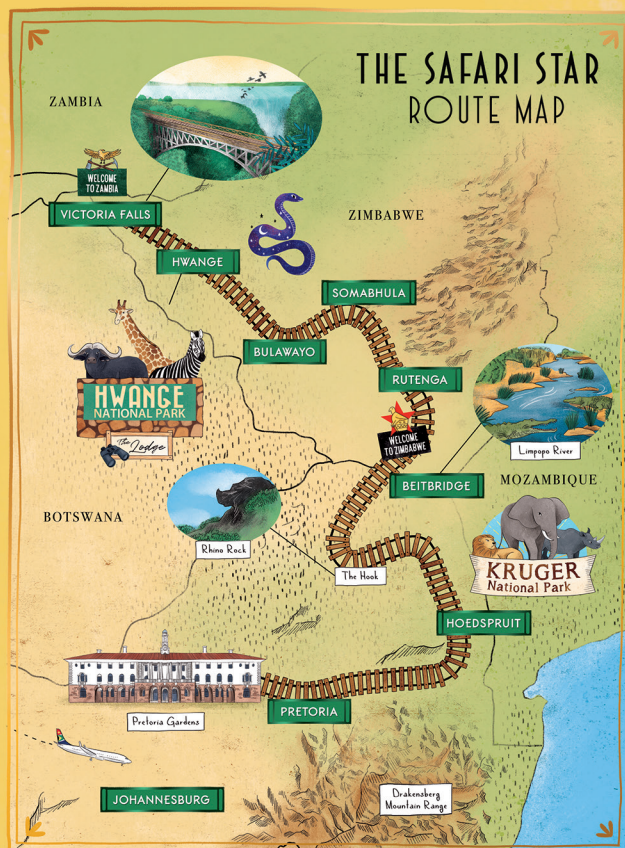 THE SAFARI STAR
ROUTE MAP
ZAMBIA
WELCOME
TO ZAMBIA
VICTORIA FALLS
ZIMBABWE
HWANGE
SOMABHULA
BULAWAYO
RUTENGA
HWANGE
NATIONAL PARK
The Lodge
WELCOME
TO ZIMBABWE
Limpopo River
BEITBRIDGE
MOZAMBIQUE
BOTSWANA
Rhino Rock
The Hook
KRUGER
National Park
HOEDSPRUIT
PRETORIA
Pretoria Gardens
JOHANNESBURG
Drakensberg
Mountain Range